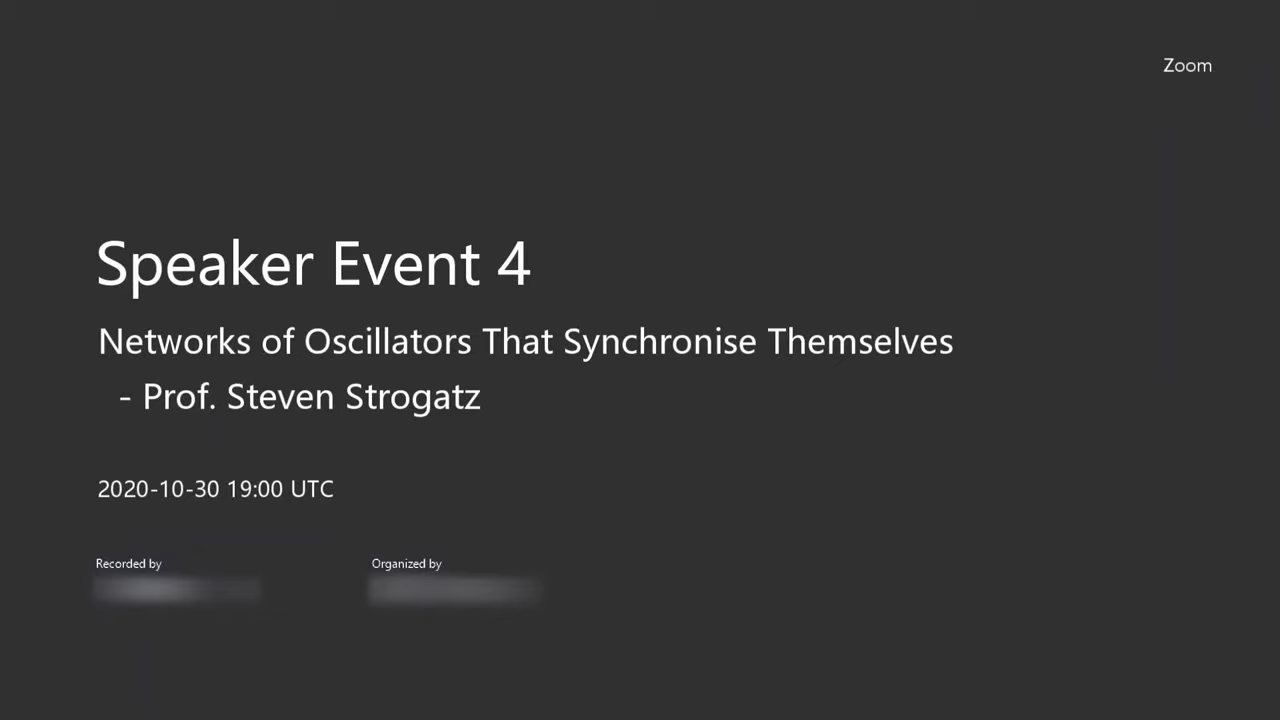 Zoom
Speaker Event 4
Networks of Oscillators That Synchronise Themselves
- Prof. Steven Strogatz
2020-10-30 19:00 UTC
Recorded by
Organized by